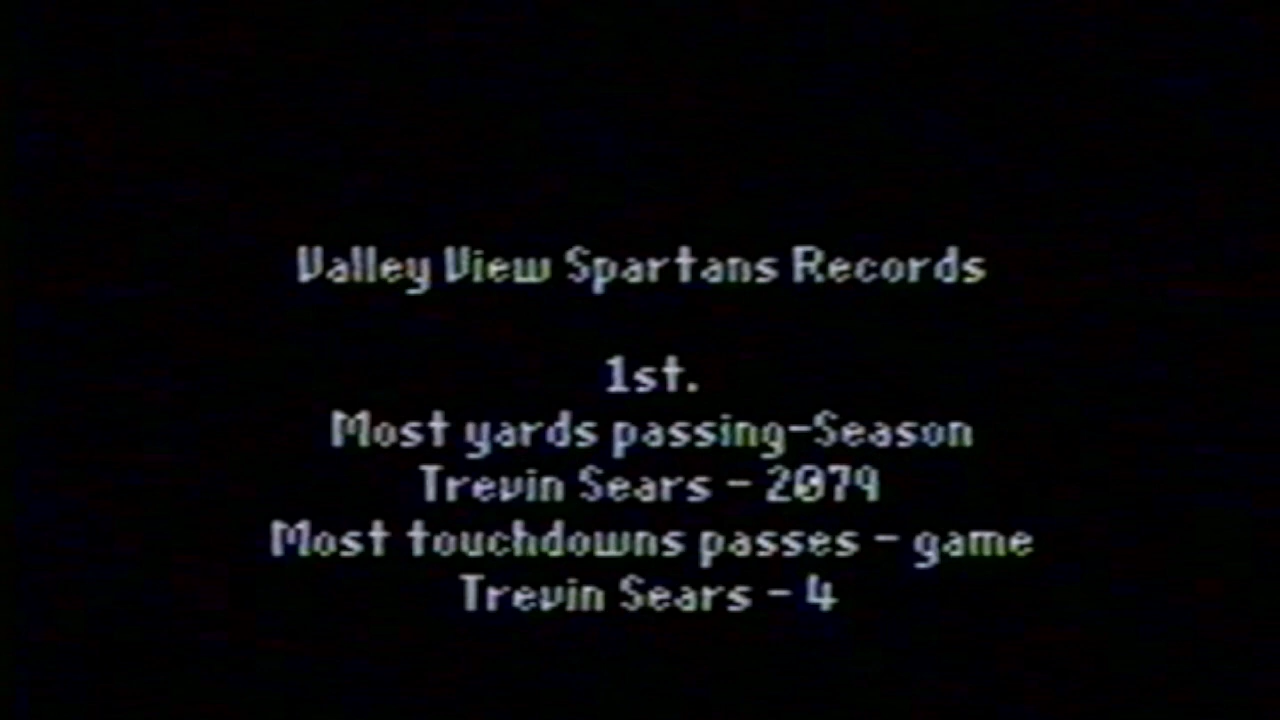 Valley View Spartans Records
1st.
Most yards passing-Season
Trevin Sears - 2079
Most touchdowns passes - game
Trevin Sears - 4